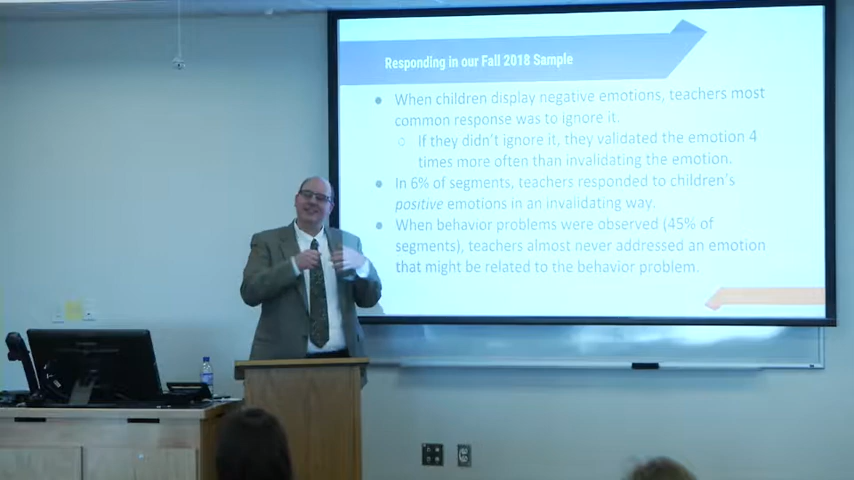 Responding in our Fall 2018 Sample
● When children display negative emotions, teachers most
common response was to ignore it.
○ If they didn't ignore it, they validated the emotion 4
times more often than invalidating the emotion.
● In 6% of segments, teachers responded to children's
positive emotions in an invalidating way.
● When behavior problems were observed (45% of
segments), teachers almost never addressed an emotion
that might be related to the behavior problem.